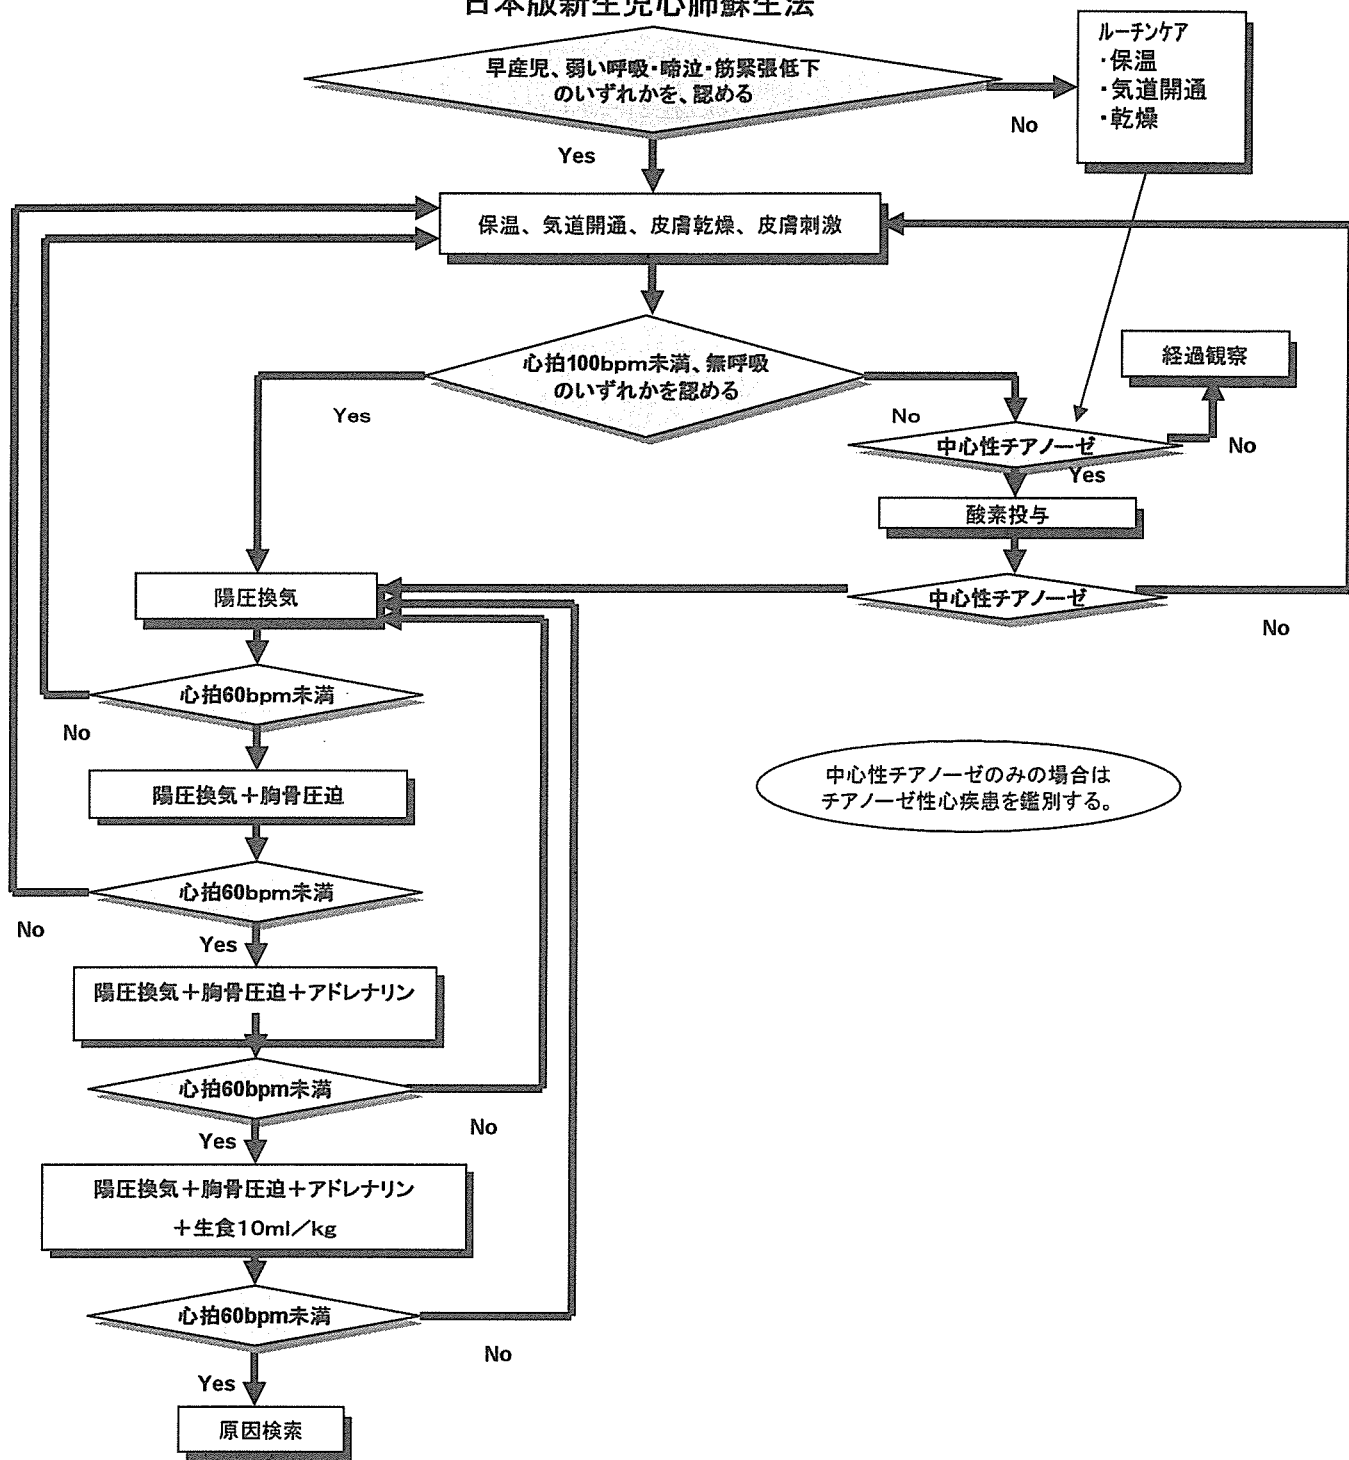 日本版新生児心肺蘇生法
早産児、弱い呼吸・啼泣・筋緊張低下
のいずれかを、認める
ルーチンケア
・保温
・気道開通
・乾燥
No
Yes
保温、気道開通、皮膚乾燥、皮膚刺激
心拍100bpm未満、無呼吸
のいずれかを認める
経過観察
Yes
No
中心性チアノーゼ
No
Yes
酸素投与
陽圧換気
中心性チアノーゼ
No
心拍60bpm未満
No
陽圧換気＋胸骨圧迫
中心性チアノーゼのみの場合は
チアノーゼ性心疾患を鑑別する。
心拍60bpm未満
No
Yes
陽圧換気＋胸骨圧迫＋アドレナリン
心拍60bpm未満
No
Yes
陽圧換気＋胸骨圧迫＋アドレナリン
＋生食10ml／kg
心拍60bpm未満
No
Yes
原因検索